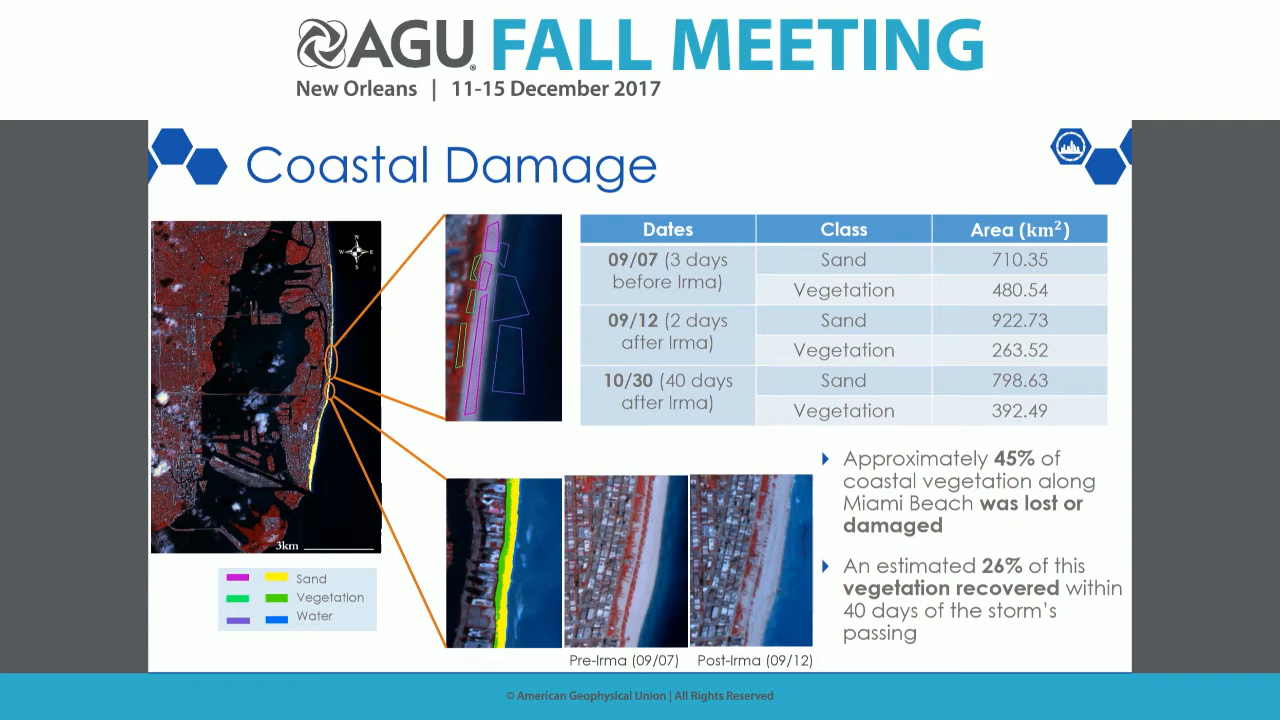 AGU FALL MEETING
New Orleans | 11-15 December 2017
Coastal Damage
N
W E
S
3km
Sand
Vegetation
Water
Dates Class Area (km²)
09/07 (3 days before Irma) Sand 710.35
Vegetation 480.54
09/12 (2 days after Irma) Sand 922.73
Vegetation 263.52
10/30 (40 days after Irma) Sand 798.63
Vegetation 392.49
Approximately 45% of
coastal vegetation along
Miami Beach was lost or
damaged
An estimated 26% of this
vegetation recovered within
40 days of the storm's
passing
Pre-Irma (09/07) Post-Irma (09/12)
© American Geophysical Union | All Rights Reserved